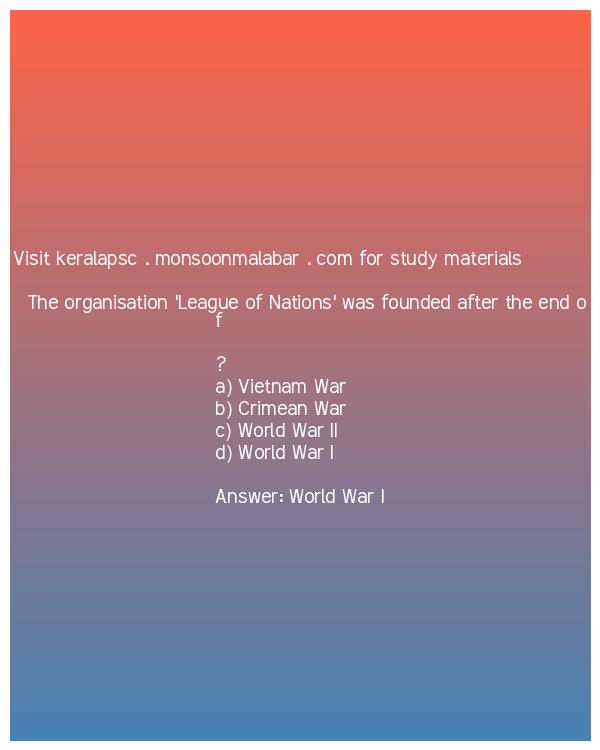 Visit keralapsc . monsoonmalabar . com for study materials
The organisation 'League of Nations' was founded after the end o
f
?
a) Vietnam War
b) Crimean War
c) World War II
d) World War I
Answer: World War I